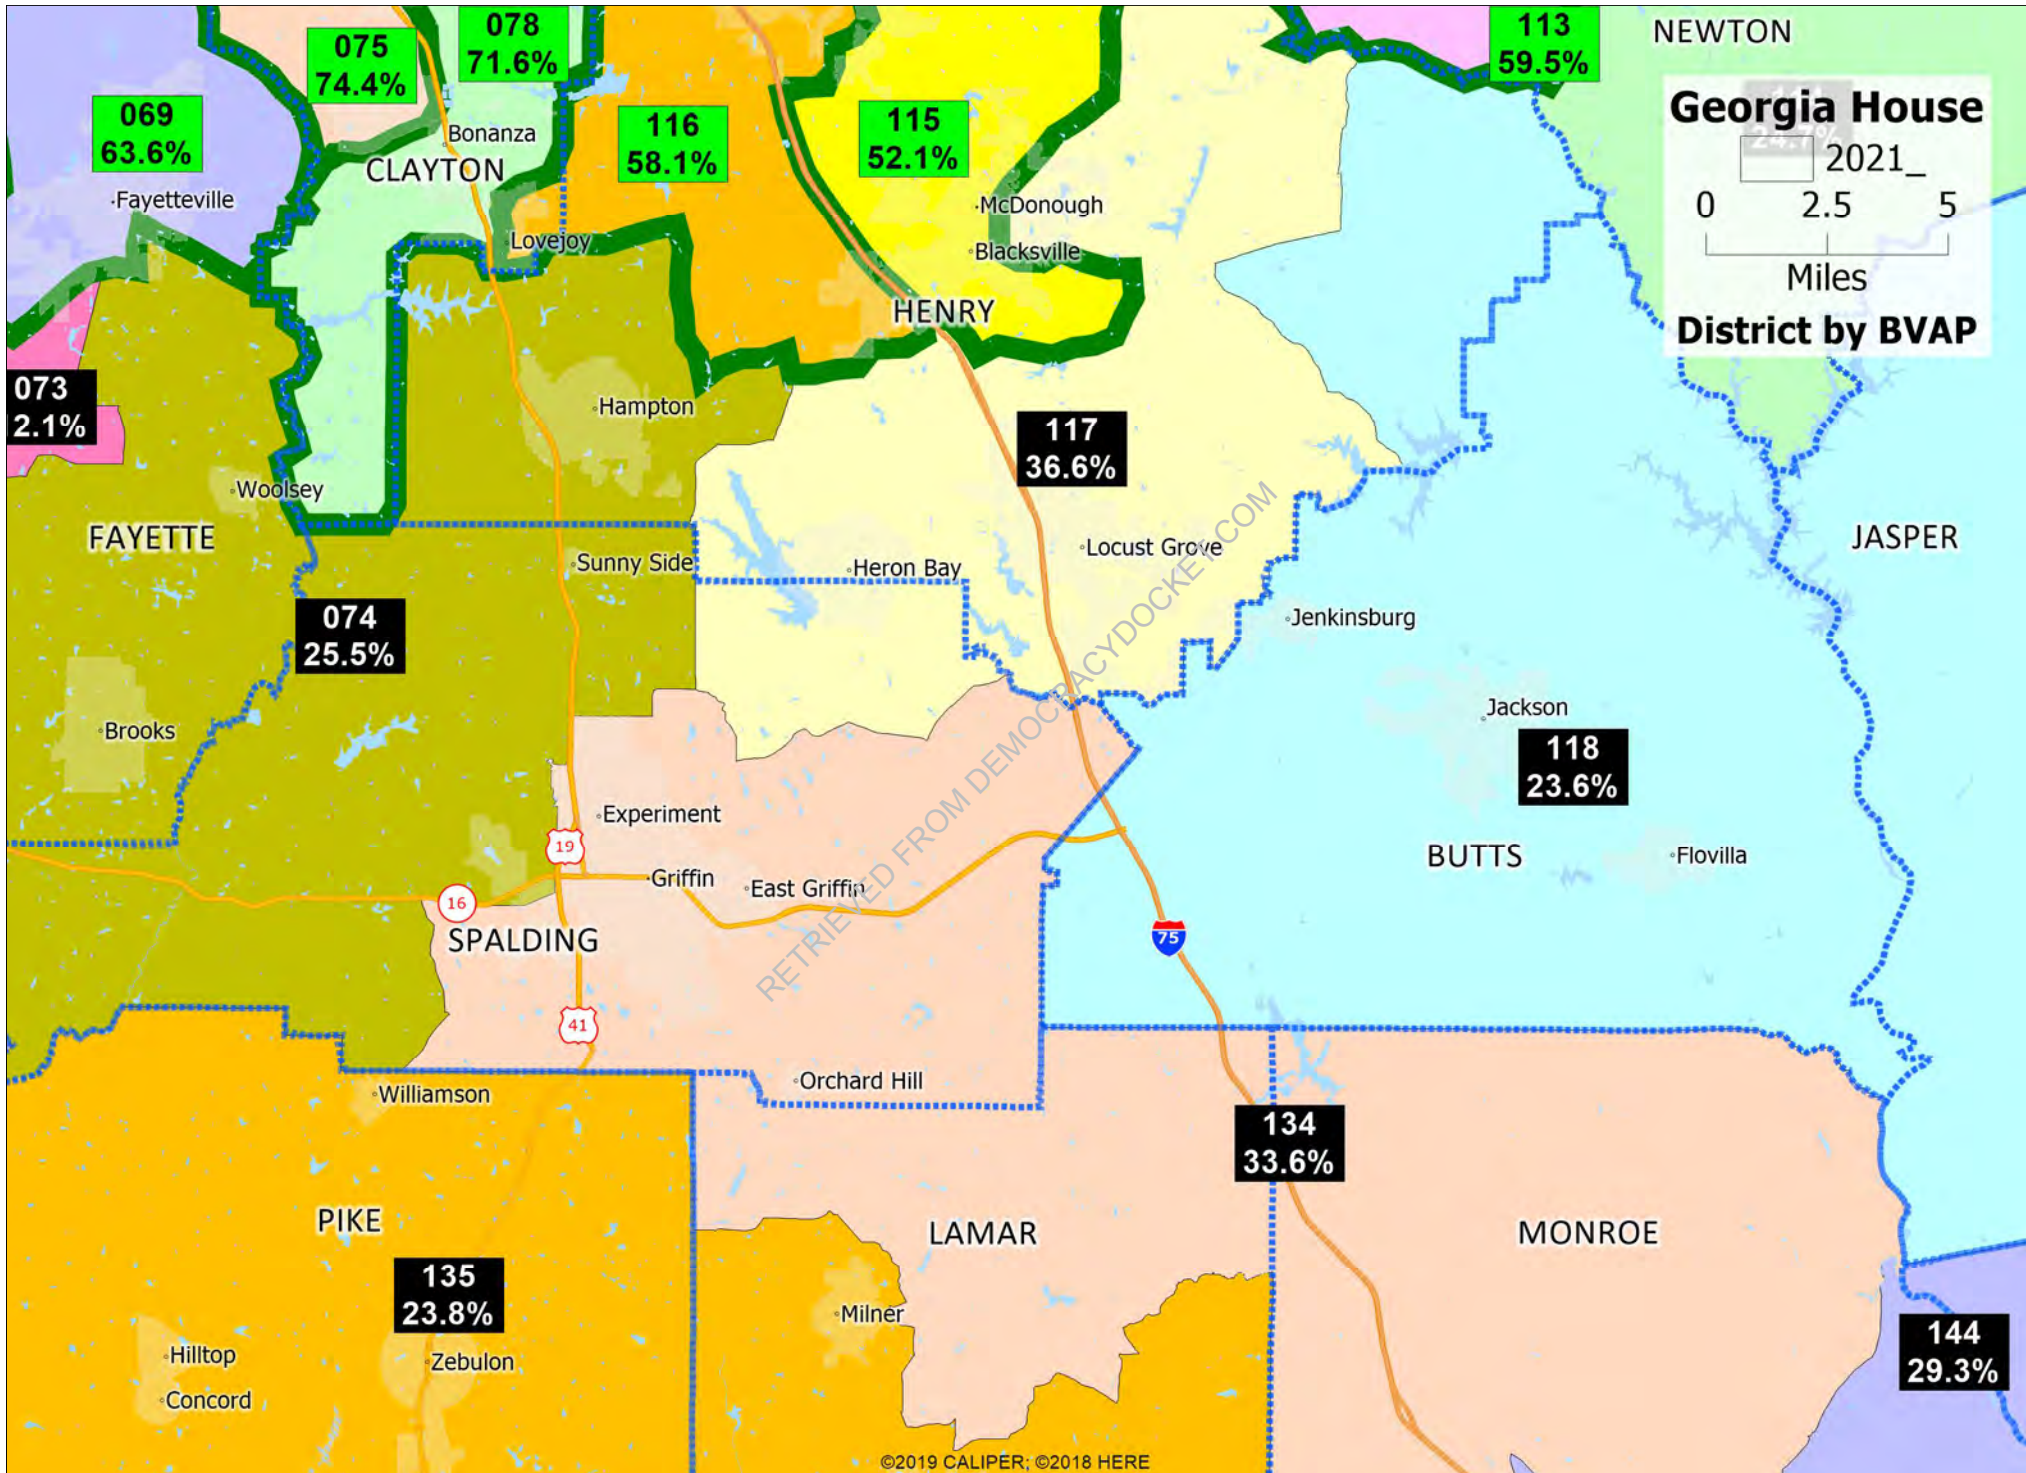 078
71.6%
075
74.4%
113
59.5%
NEWTON
069
63.6%
116
58.1%
115
52.1%
Georgia House
24.7%
2021_
0 2.5 5
Miles
District by BVAP
Bonanza
CLAYTON
Fayetteville
McDonough
Lovejoy
Blacksville
HENRY
073
12.1%
Hampton
117
36.6%
Woolsey
FAYETTE
JASPER
Sunny Side
Heron Bay
Locust Grove
074
25.5%
Jenkinsburg
Brooks
Jackson
118
23.6%
Experiment
19
Griffin
East Griffin
BUTTS
Flovilla
16
SPALDING
75
41
RETRIEVED FROM DEMOCRACYDOCKET.COM
Williamson
Orchard Hill
134
33.6%
PIKE
LAMAR
MONROE
135
23.8%
Milner
144
29.3%
Hilltop
Zebulon
Concord
©2019 CALIPER; ©2018 HERE